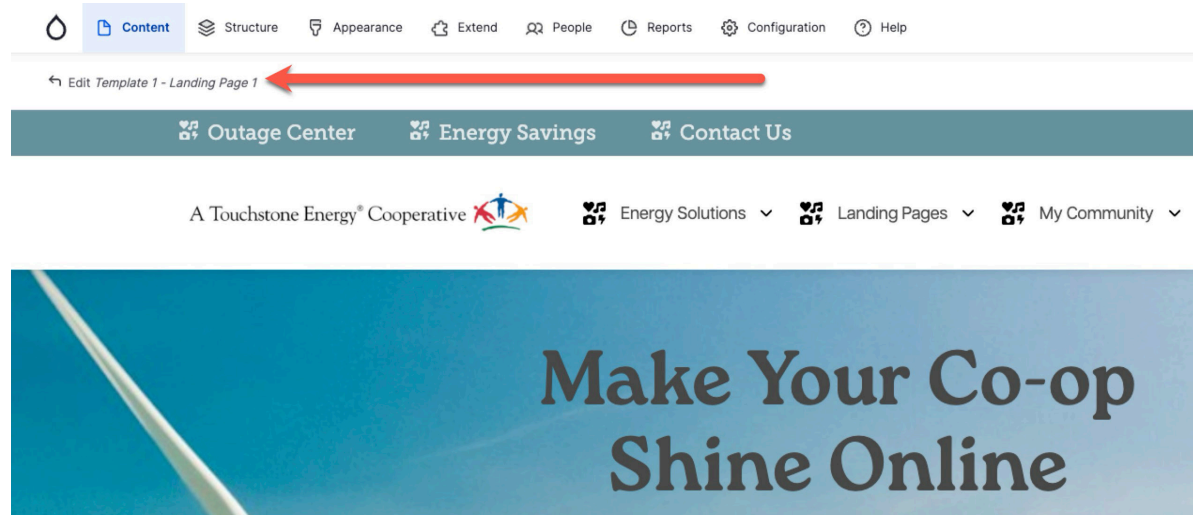 Content Structure Appearance Extend People Reports Configuration Help
Edit Template 1 - Landing Page 1
Outage Center Energy Savings Contact Us
A Touchstone Energy® Cooperative Energy Solutions Landing Pages My Community
Make Your Co-op
Shine Online